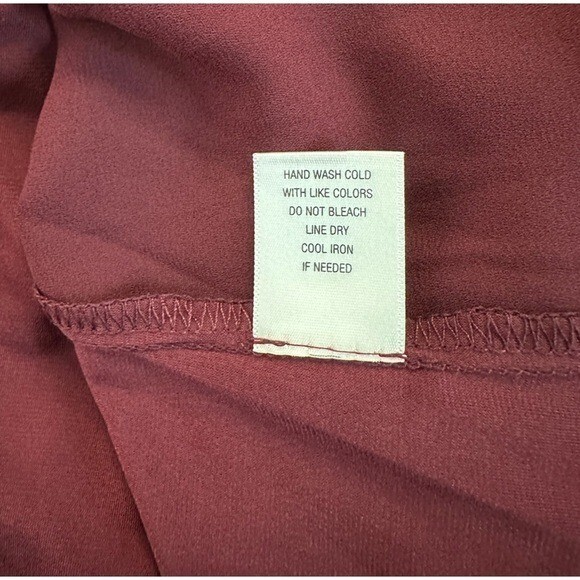 HAND WASH COLD
WITH LIKE COLORS
DO NOT BLEACH
LINE DRY
COOL IRON
IF NEEDED